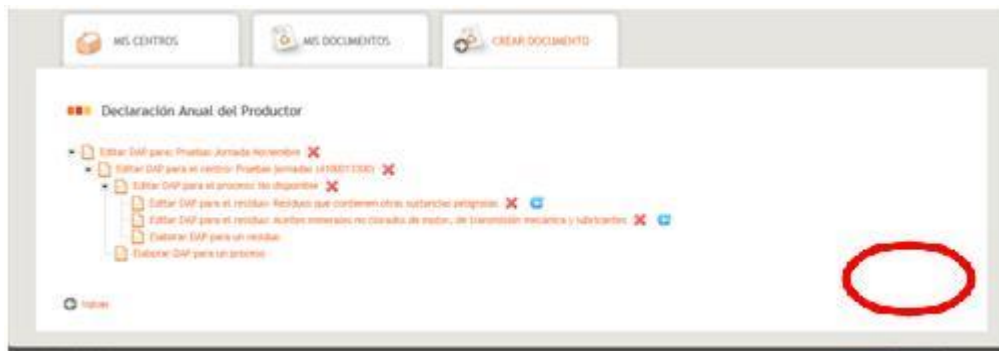 MIS CENTROS
MIS DOCUMENTOS
CREAR DOCUMENTO
Declaración Anual del Productor
Editar DAP para: Pruebas Jornada Noviembre
Editar DAP para el centro: Pruebas Jornadas
Editar DAP para el proceso: No disponible
Editar DAP para el residuo: Residuos que contienen otras sustancias peligrosas
Editar DAP para el residuo: Aceites minerales no clorados de motor, de transmisión mecánica y lubricantes
Elaborar DAP para un residuo
Elaborar DAP para un proceso
Volver